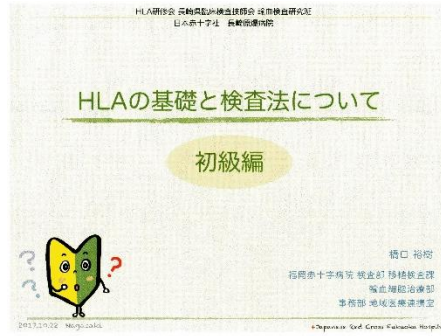 HLA研修会 長崎県臨床検査技師会 輸血検査研究班
日本赤十字社 長崎原爆病院
HLAの基礎と検査法について
初級編
?
?
?
橋口 裕樹
福岡赤十字病院 検査部 移植検査課
輸血細胞治療部
事務部 地域医療連携室
2017.10.22 Nagasaki
Japanese Red Cross Fukuoka Hospital